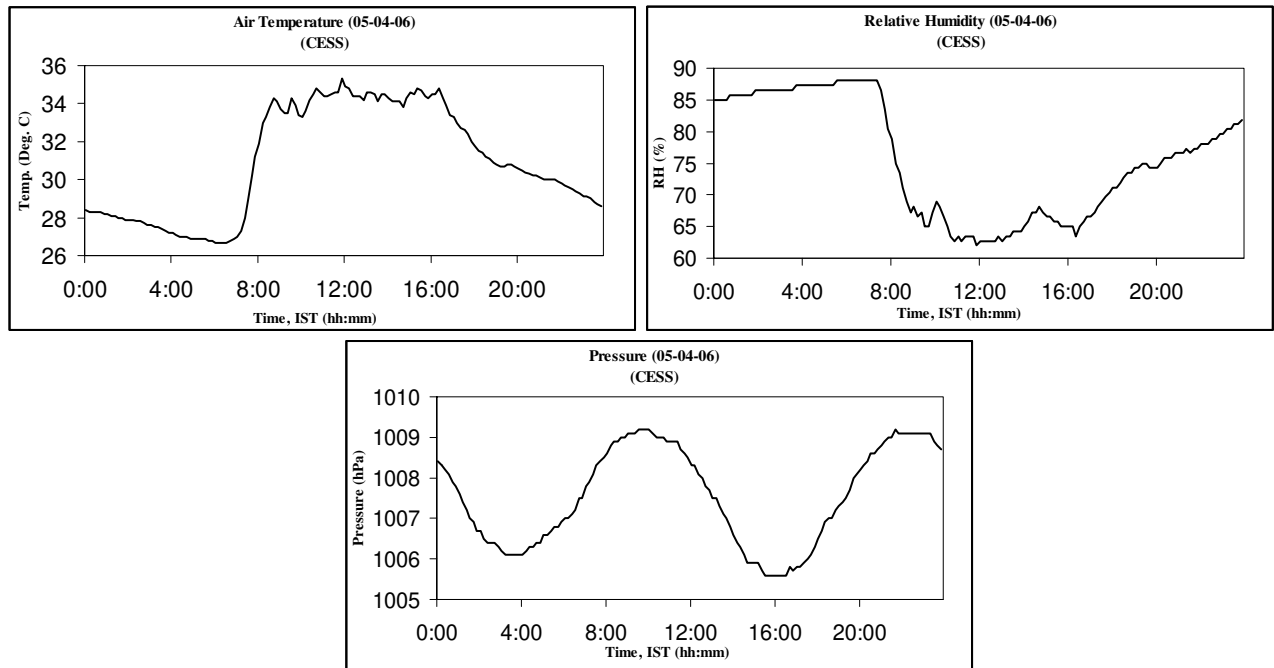 Air Temperature (05-04-06)
(CESS)
Temp. (Deg. C)
36
34
32
30
28
26
0:00 4:00 8:00 12:00 16:00 20:00
Time, IST (hh:mm)
Relative Humidity (05-04-06)
(CESS)
RH (%)
90
85
80
75
70
65
60
0:00 4:00 8:00 12:00 16:00 20:00
Time, IST (hh:mm)
Pressure (05-04-06)
(CESS)
Pressure (hPa)
1010
1009
1008
1007
1006
1005
0:00 4:00 8:00 12:00 16:00 20:00
Time, IST (hh:mm)